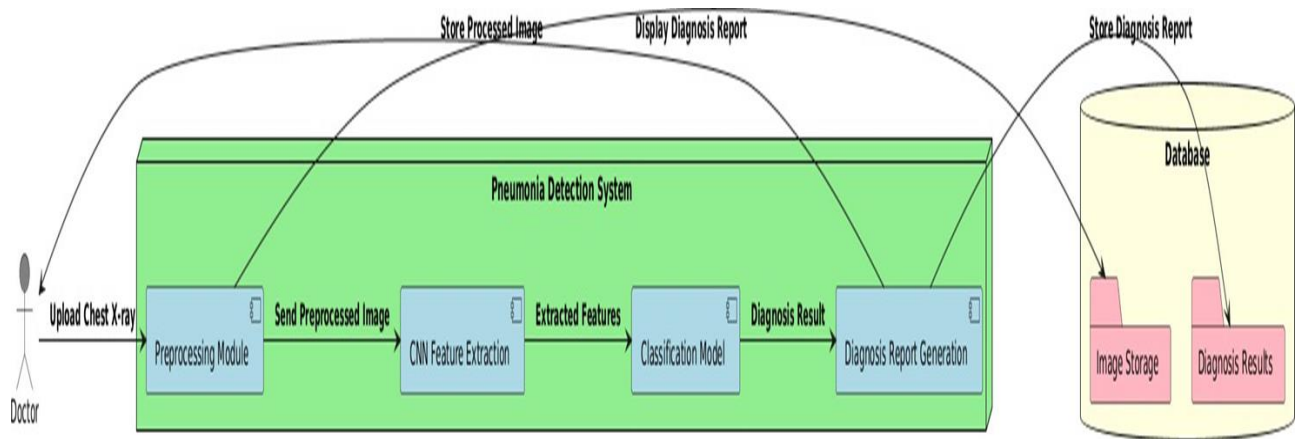 Store Processed Image
Display Diagnosis Report
Store Diagnosis Report
Database
Pneumonia Detection System
Upload Chest X-ray
Send Preprocessed Image
Extracted Features
Diagnosis Result
Preprocessing Module
CNN Feature Extraction
Classification Model
Diagnosis Report Generation
Image Storage
Diagnosis Results
Doctor